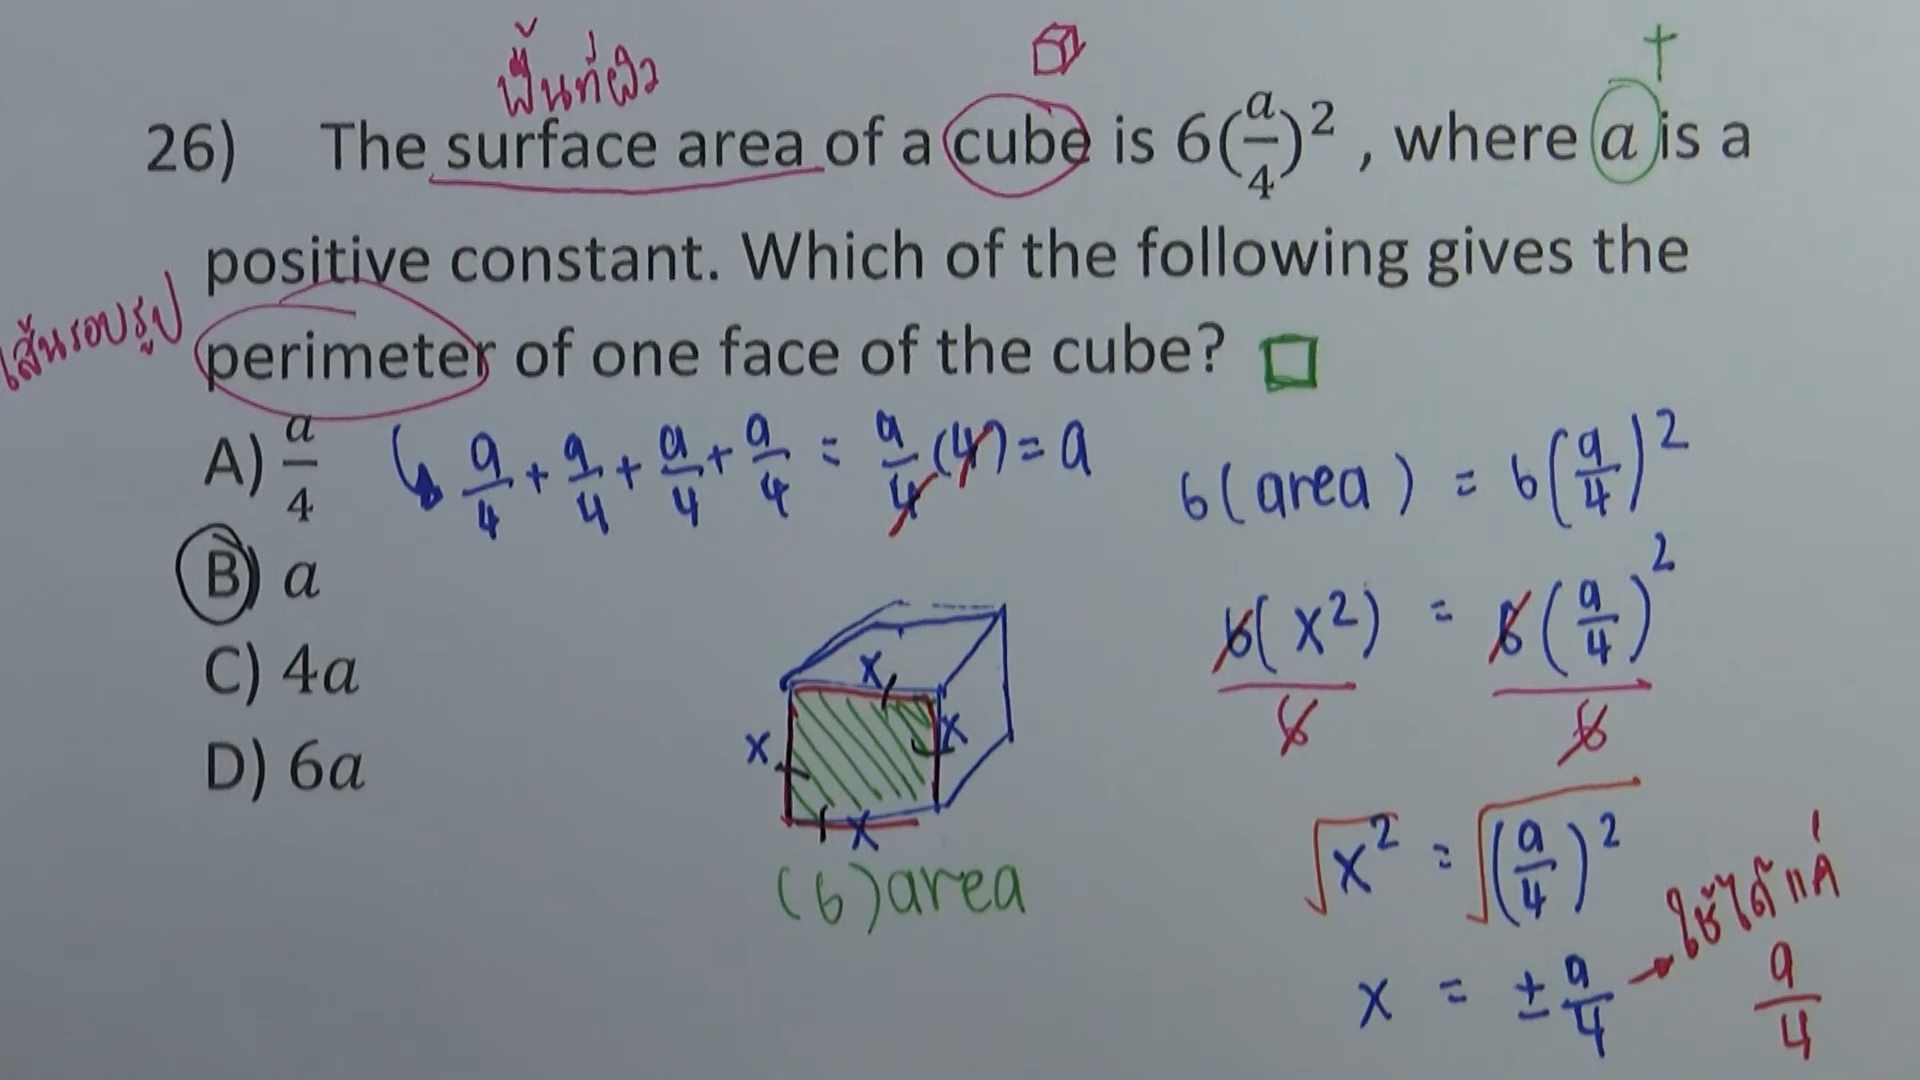 พื้นที่ผิว
+
26) The surface area of a cube is 6(a/4)², where a is a
positive constant. Which of the following gives the
เส้นรอบรูป
perimeter of one face of the cube?
A) a/4
a/4 + a/4 + a/4 + a/4 = a/4 (4) = a
B) a
C) 4a
D) 6a
6(area) = 6(a/4)²
6(x²)/6 = 6(a/4)²/6
√x² = √(a/4)²
x = ± a/4
ใช้ได้แค่
a/4
x
x
x
x
(6)area